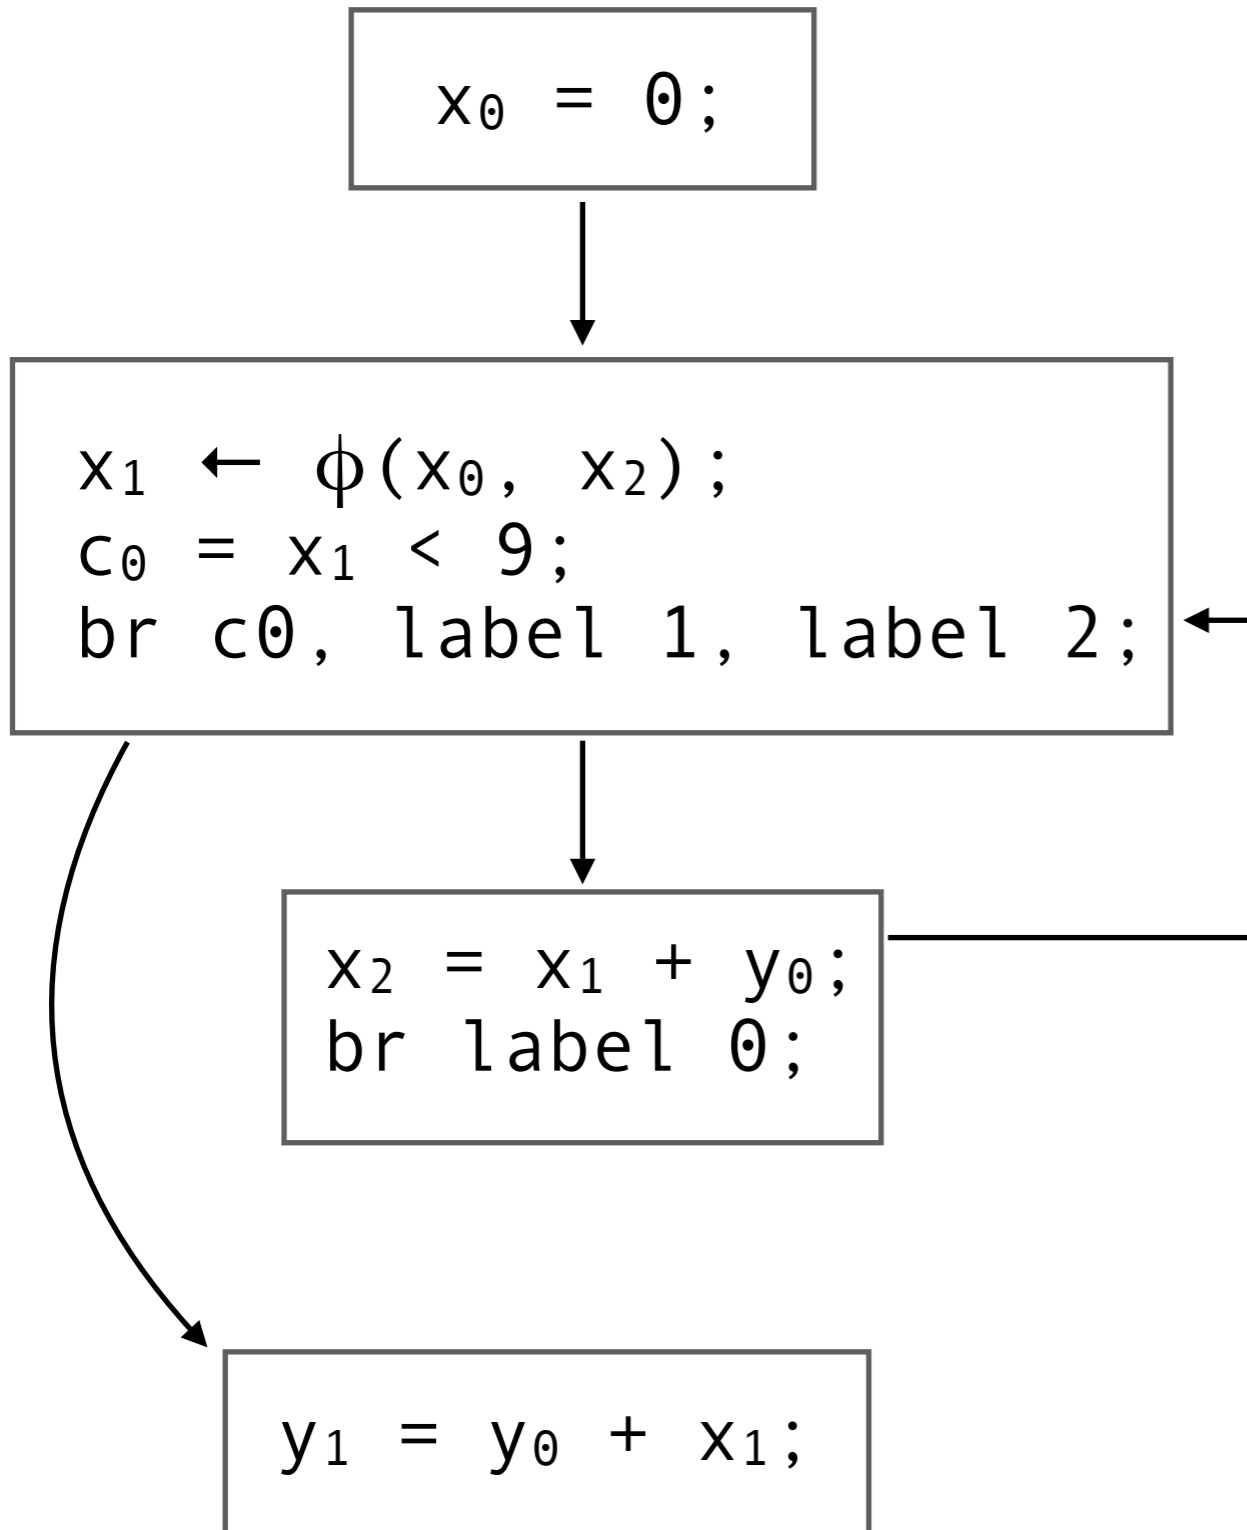 x₀ = 0;
x₁ ← ϕ(x₀, x₂);
c₀ = x₁ < 9;
br c0, label 1, label 2;
x₂ = x₁ + y₀;
br label 0;
y₁ = y₀ + x₁;